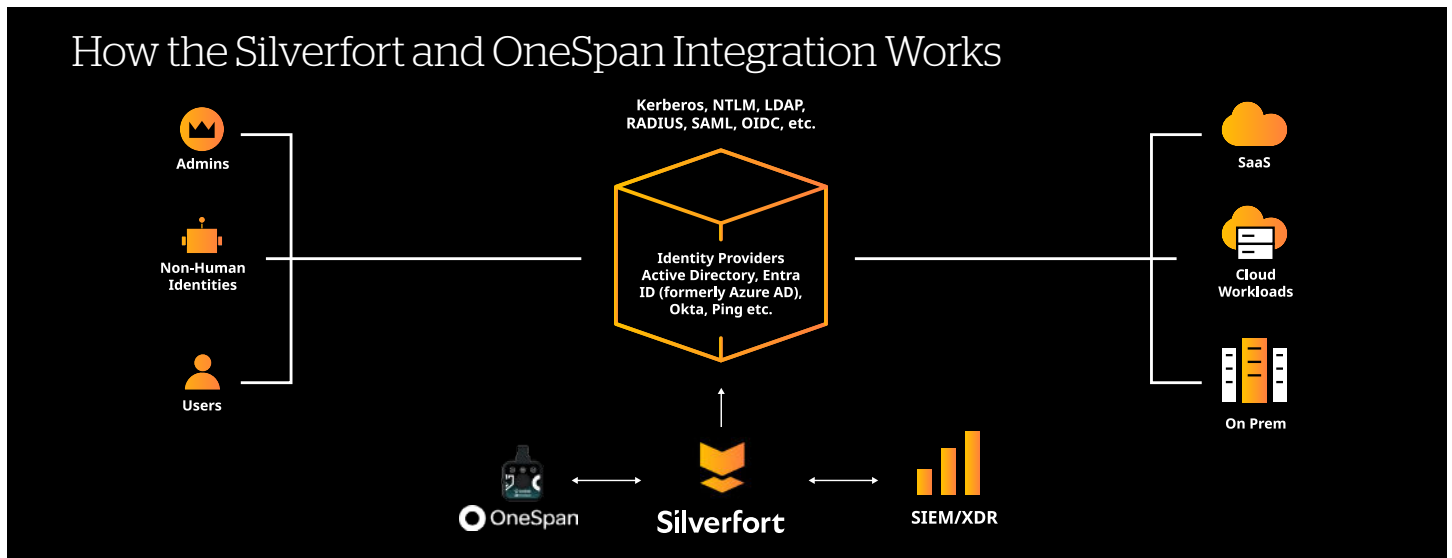 How the Silverfort and OneSpan Integration Works
Kerberos, NTLM, LDAP,
RADIUS, SAML, OIDC, etc.
Admins
Non-Human
Identities
Users
Identity Providers
Active Directory, Entra
ID (formerly Azure AD),
Okta, Ping etc.
SaaS
Cloud
Workloads
On Prem
OneSpan
Silverfort
SIEM/XDR